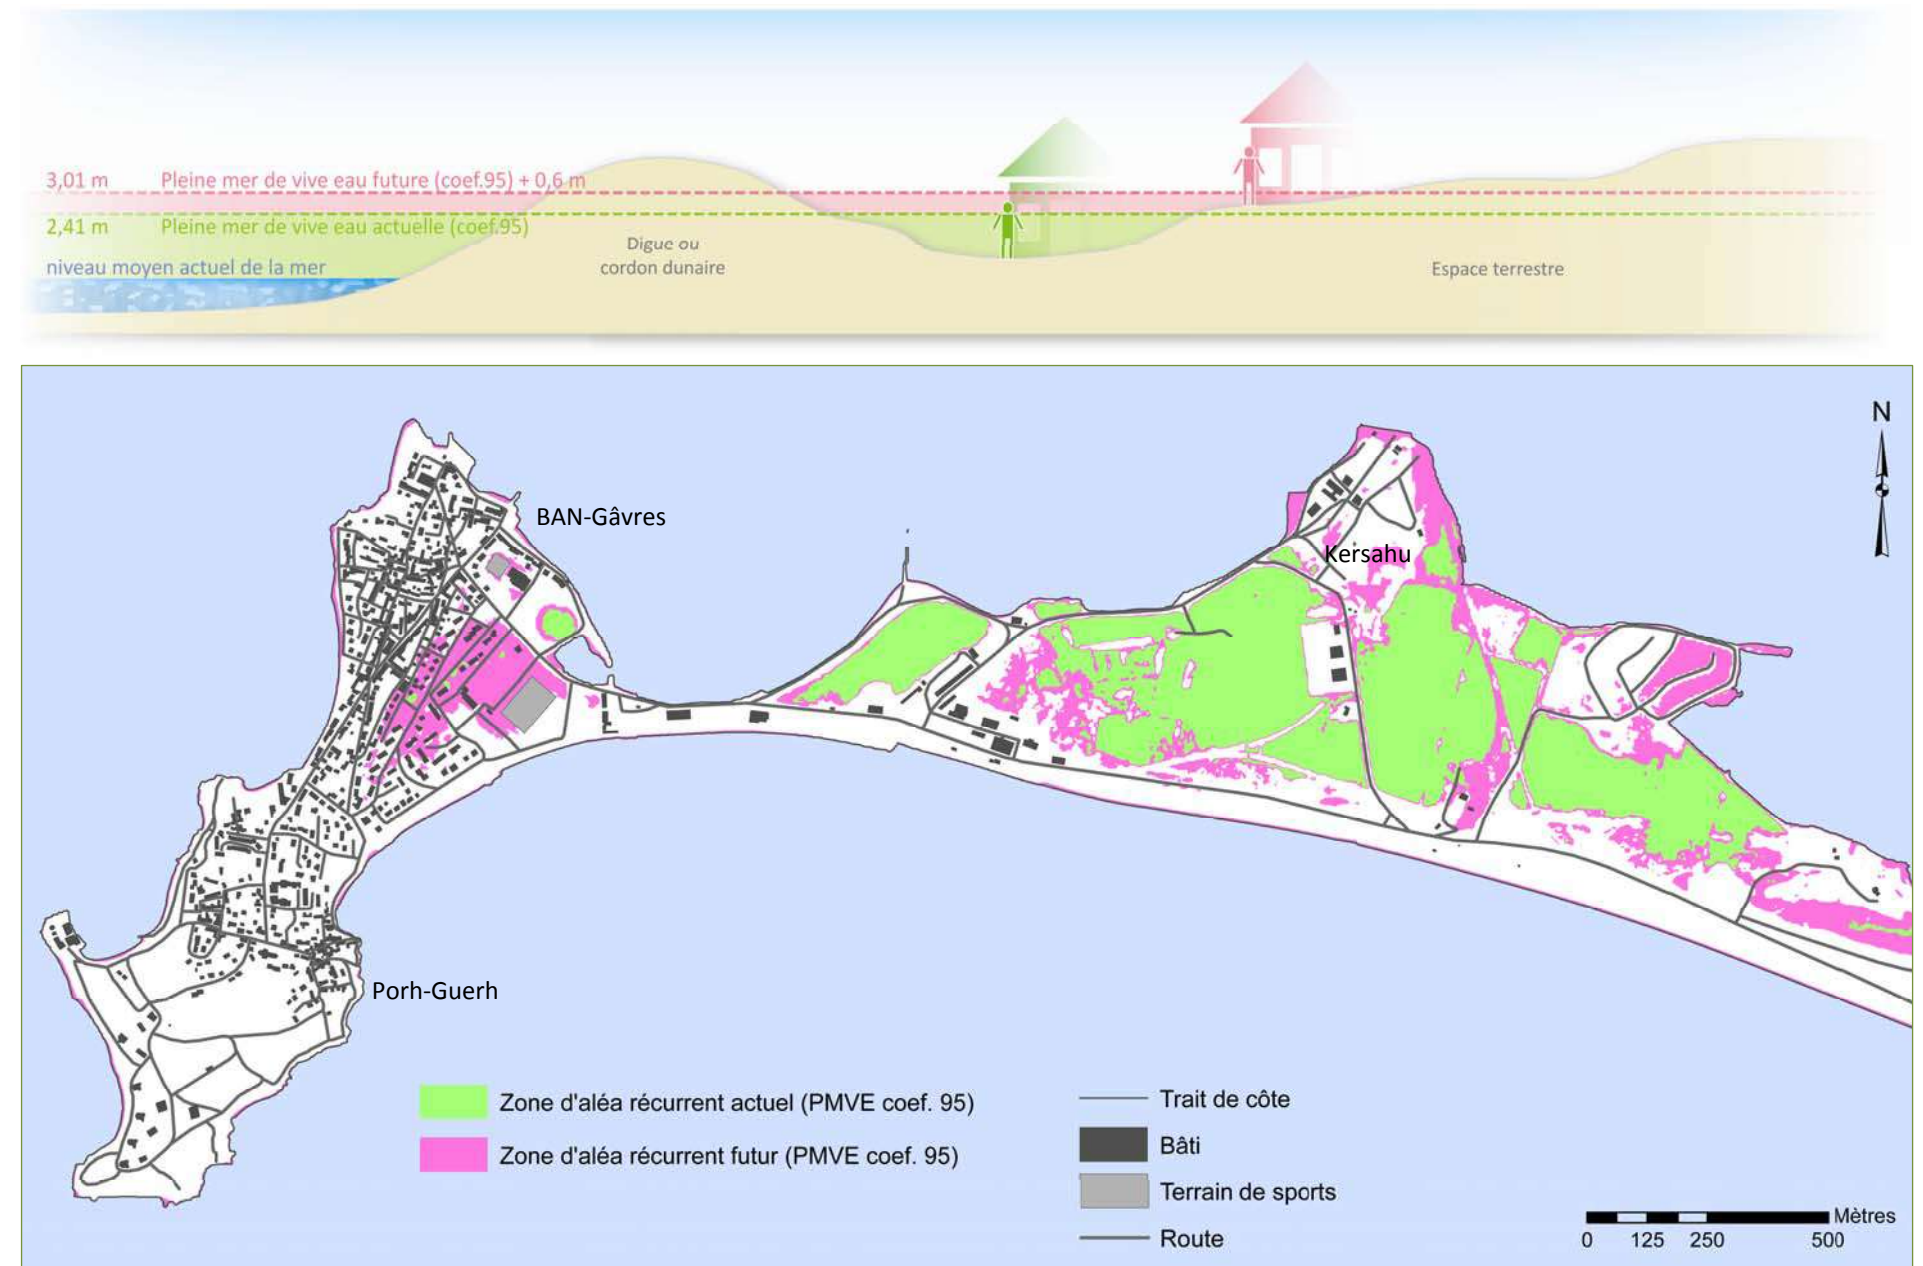 3,01 m Pleine mer de vive eau future (coef.95) + 0,6 m
2,41 m Pleine mer de vive eau actuelle (coef.95)
niveau moyen actuel de la mer
Digue ou
cordon dunaire
Espace terrestre
N
BAN-Gâvres
Kersahu
Porh-Guerh
Zone d'aléa récurrent actuel (PMVE coef. 95)
Zone d'aléa récurrent futur (PMVE coef. 95)
Trait de côte
Bâti
Terrain de sports
Route
Mètres
0 125 250 500